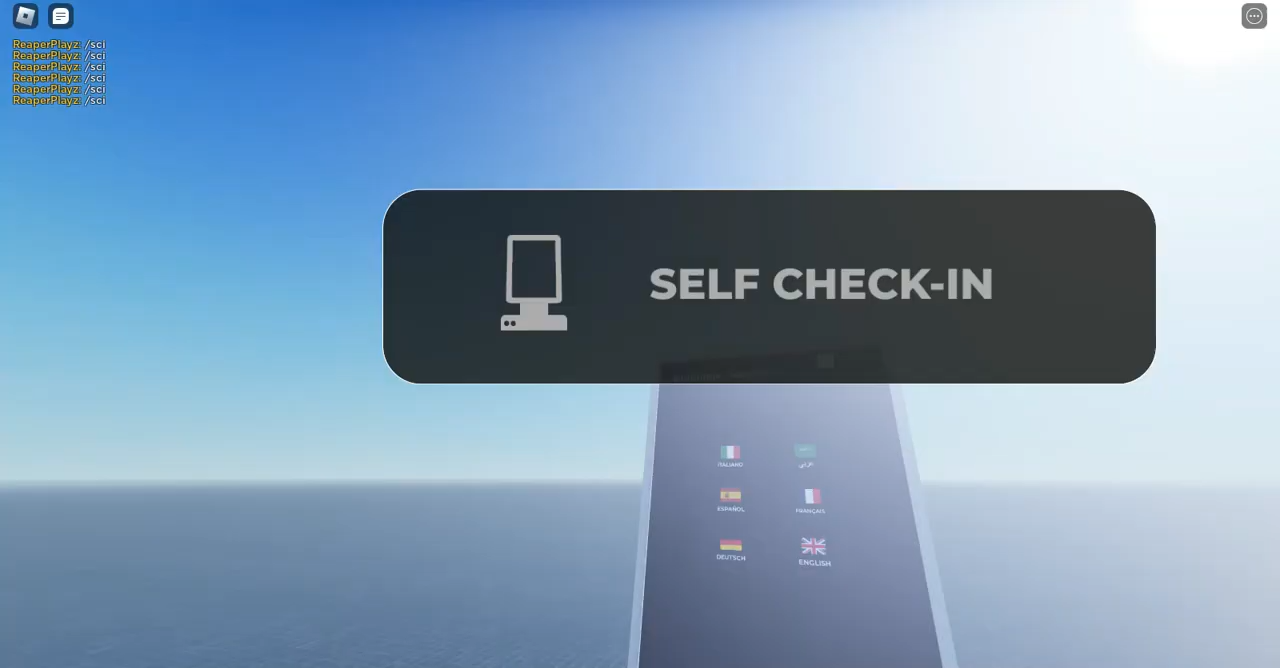 ReaperPlayz: /sci
ReaperPlayz: /sci
ReaperPlayz: /sci
ReaperPlayz: /sci
ReaperPlayz: /sci
ReaperPlayz: /sci
SELF CHECK-IN
ITALIANO
عربي
ESPAÑOL
FRANÇAIS
DEUTSCH
ENGLISH